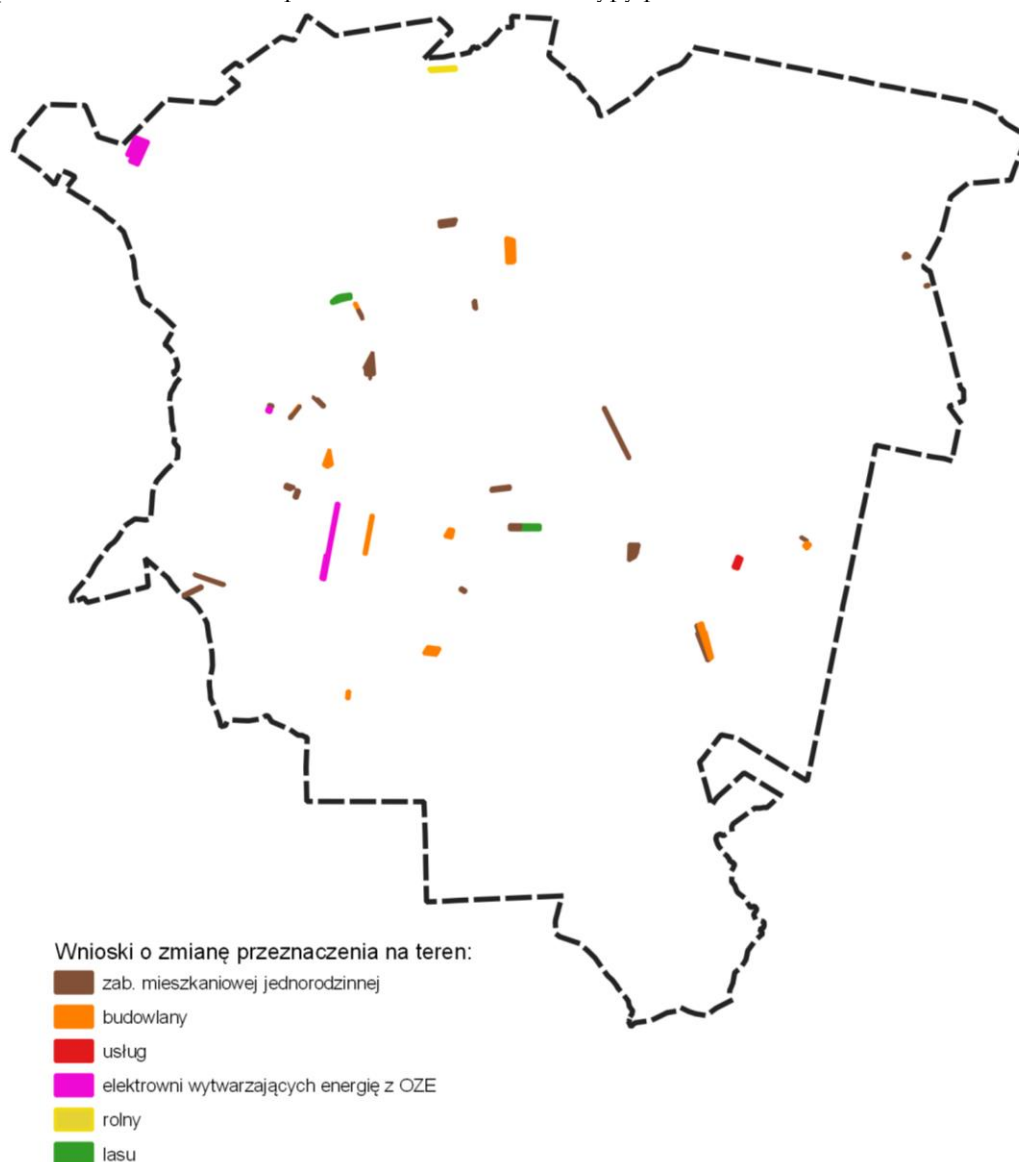 Wnioski o zmianę przeznaczenia na teren:
zab. mieszkaniowej jednorodzinnej
budowlany
usług
elektrowni wytwarzających energię z OZE
rolny
lasu